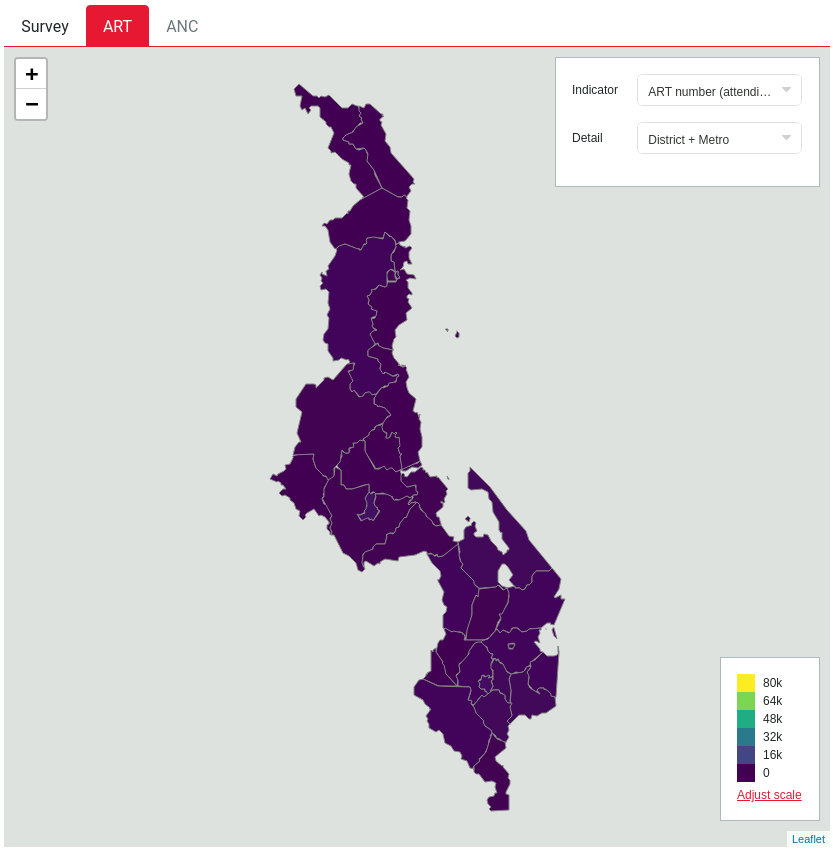 Survey ART ANC
+
−
Indicator ART number (attendi…
Detail District + Metro
80k
64k
48k
32k
16k
0
Adjust scale
Leaflet